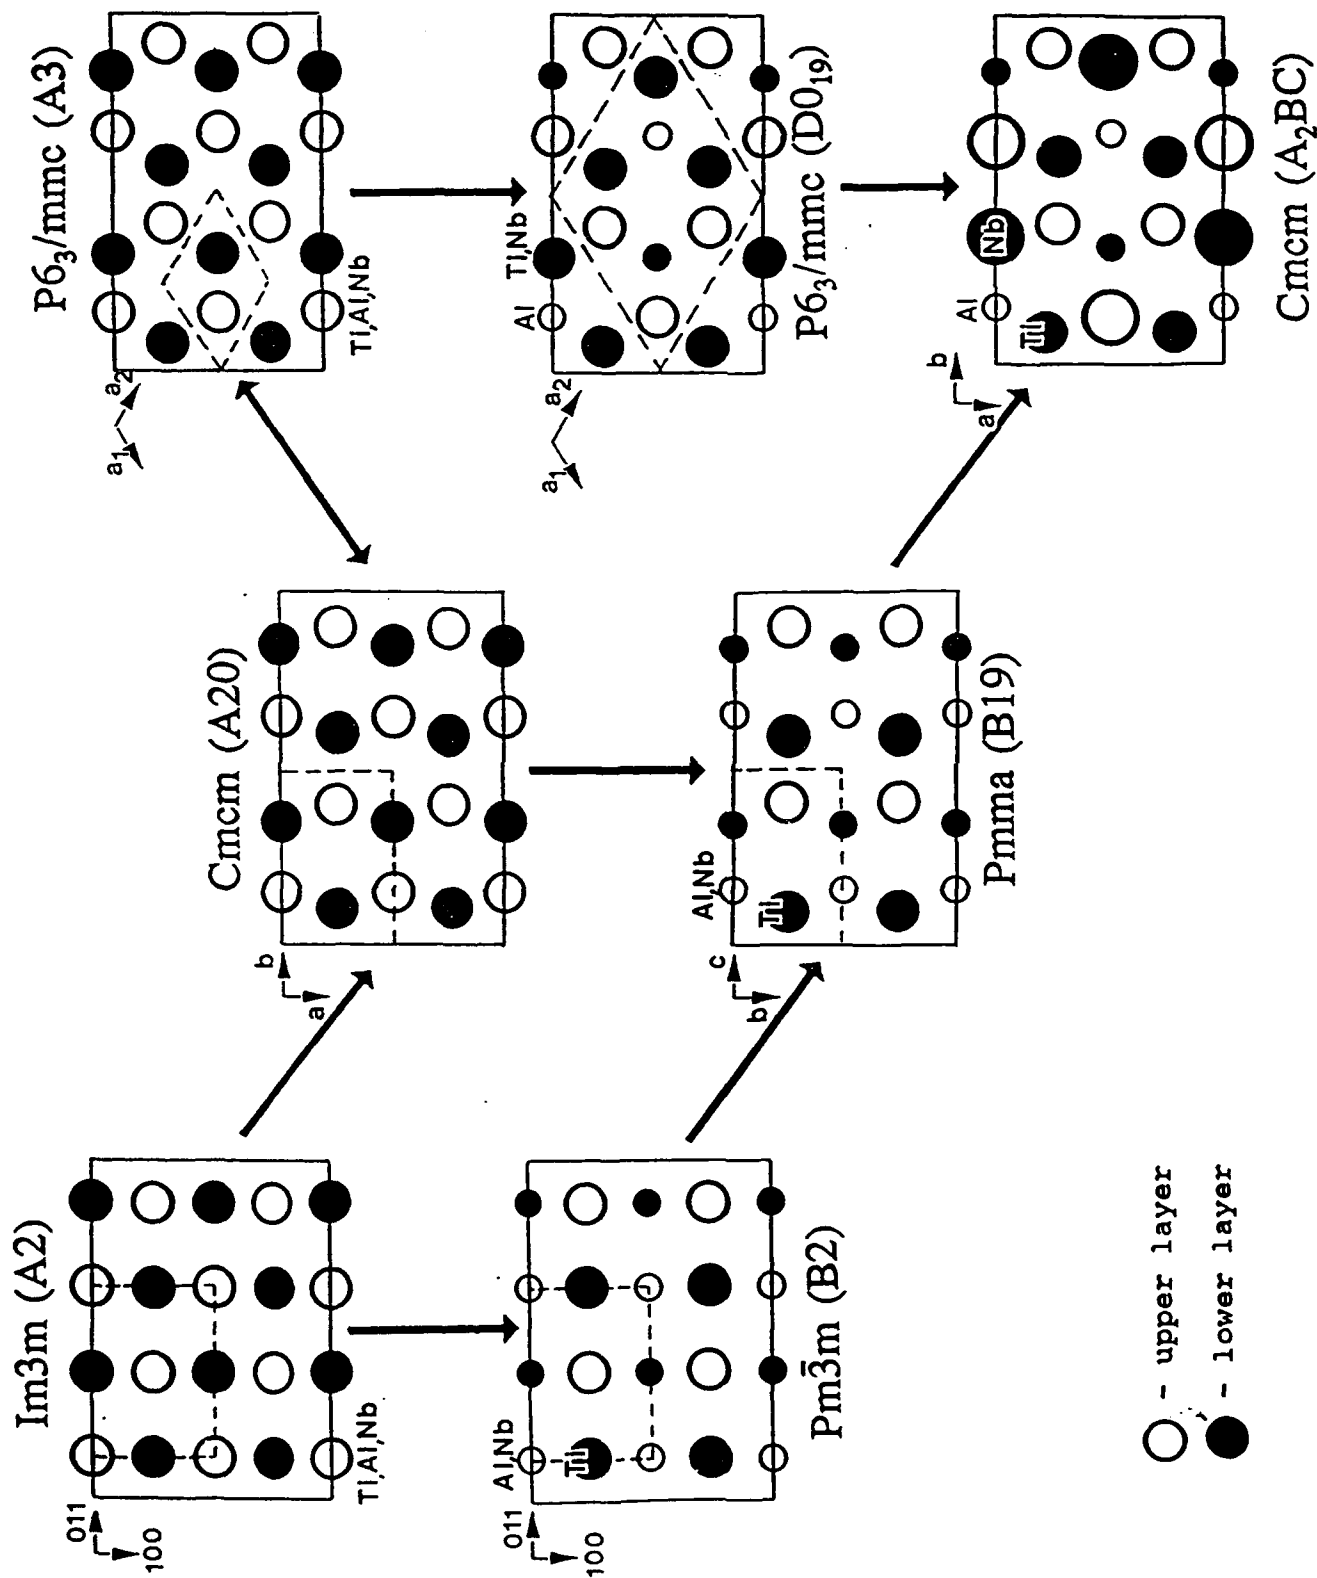 Im3m (A2)
011
100
Ti,Al,Nb
Pm3̄m (B2)
011
100
Al,Nb
Ti
Cmcm (A20)
b
a
Pmma (B19)
c
b
Al,Nb
Ti
P6₃/mmc (A3)
a₁
a₂
Ti,Al,Nb
P6₃/mmc (D0₁₉)
a₁
a₂
Al
Ti,Nb
Cmcm (A₂BC)
b
a
Al
Ti
Nb
- upper layer
- lower layer